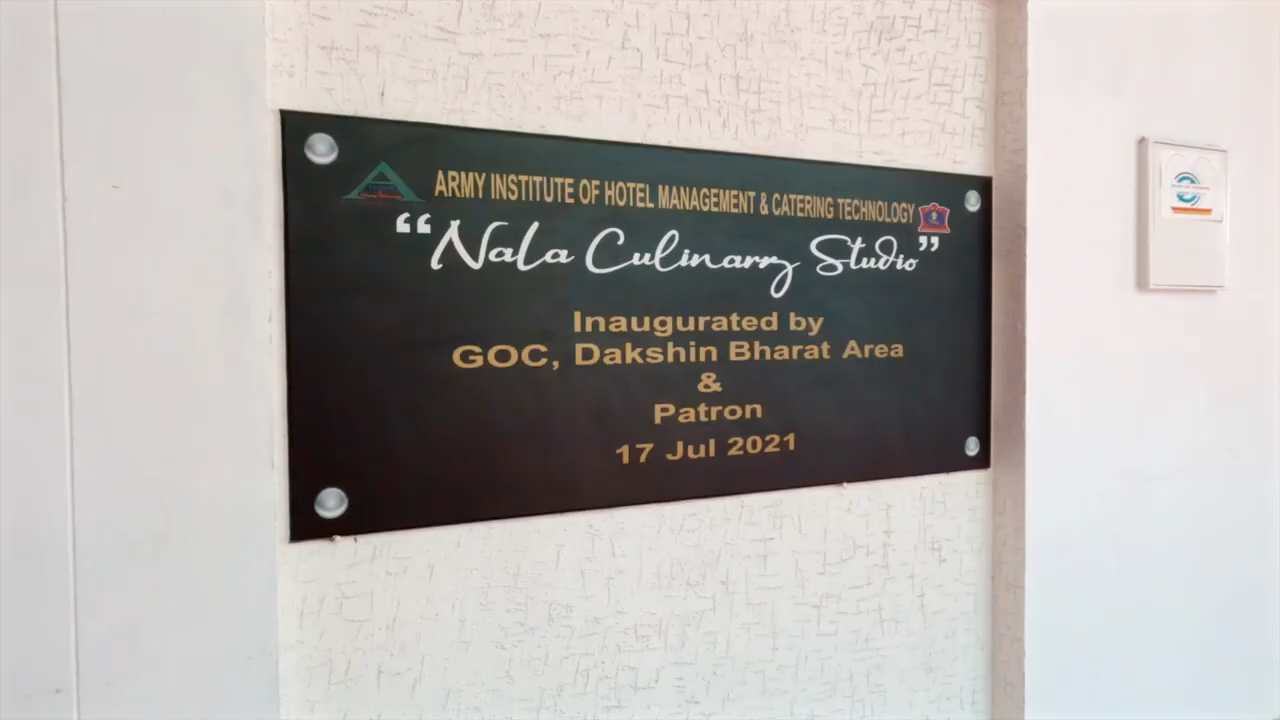 ARMY INSTITUTE OF HOTEL MANAGEMENT & CATERING TECHNOLOGY
“Nala Culinary Studio”
Inaugurated by
GOC, Dakshin Bharat Area
&
Patron
17 Jul 2021